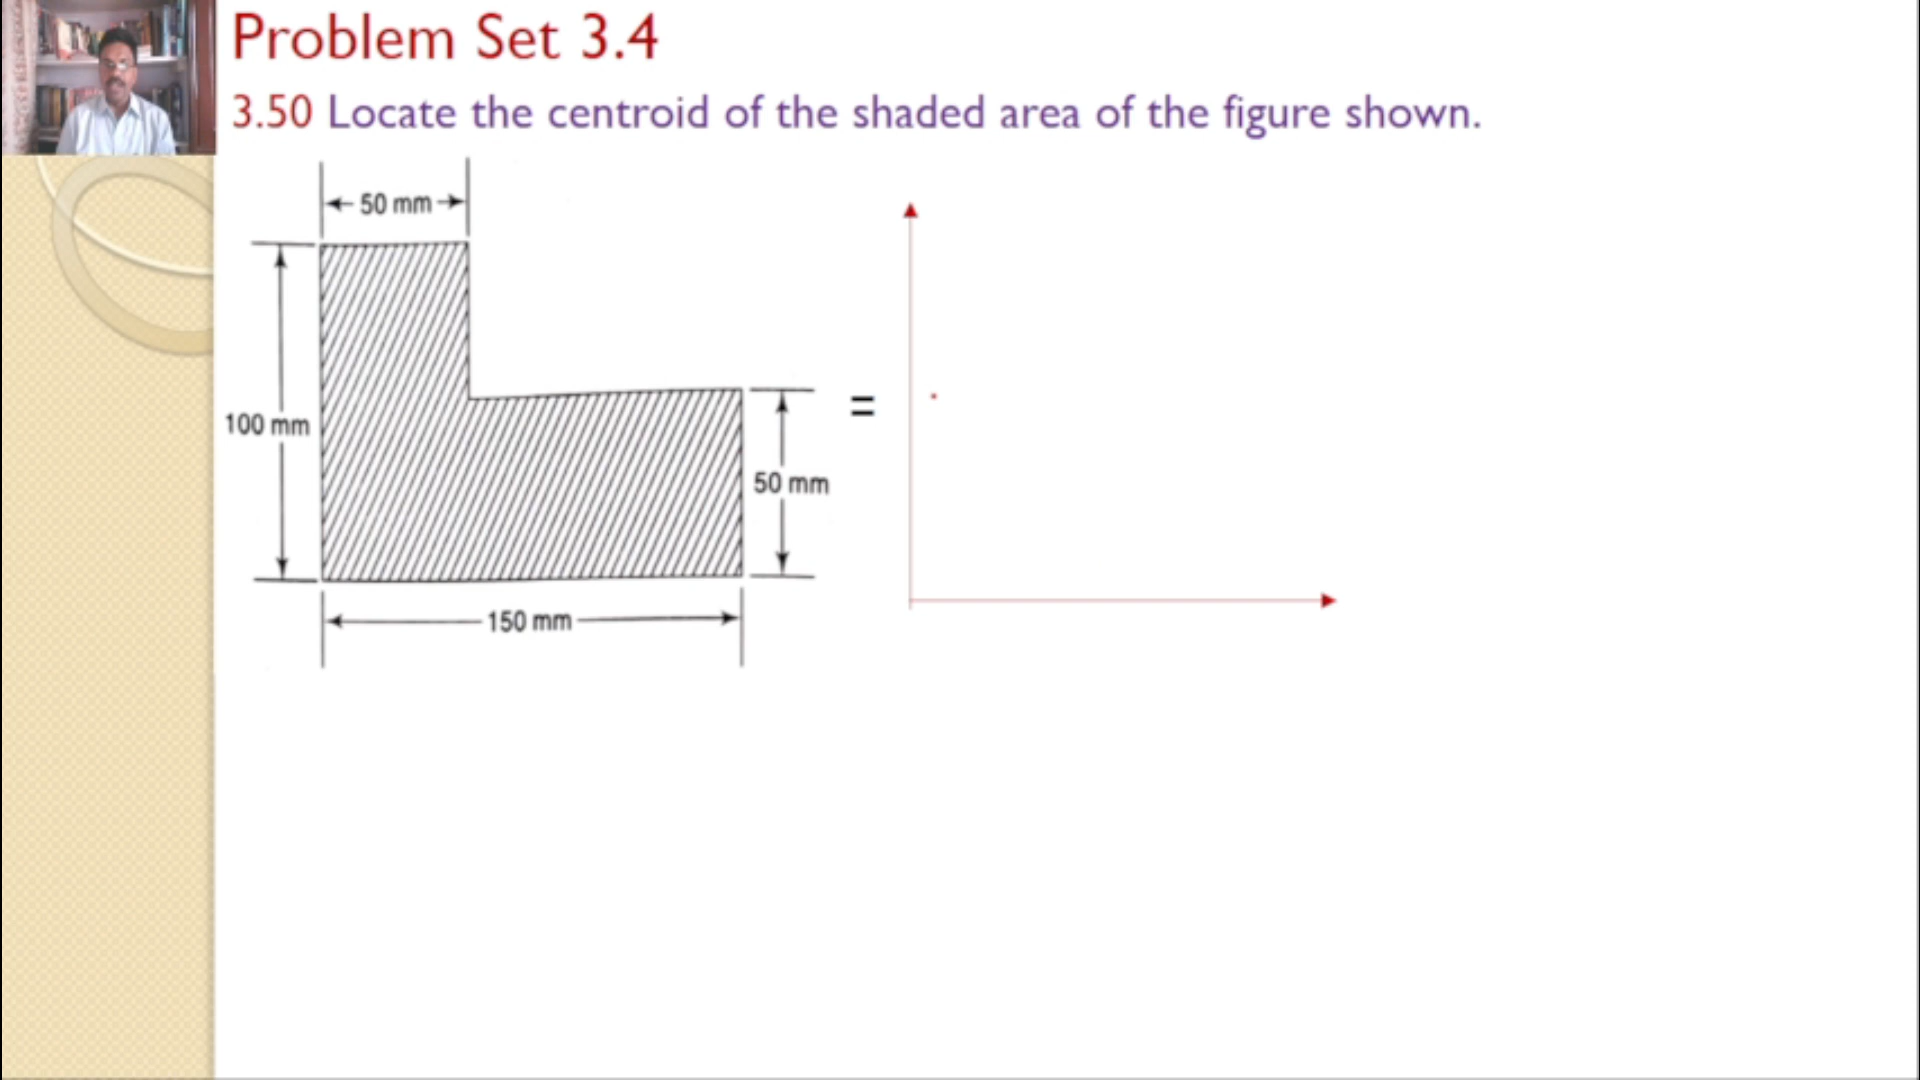 Problem Set 3.4
3.50 Locate the centroid of the shaded area of the figure shown.
50 mm
100 mm
=
50 mm
150 mm